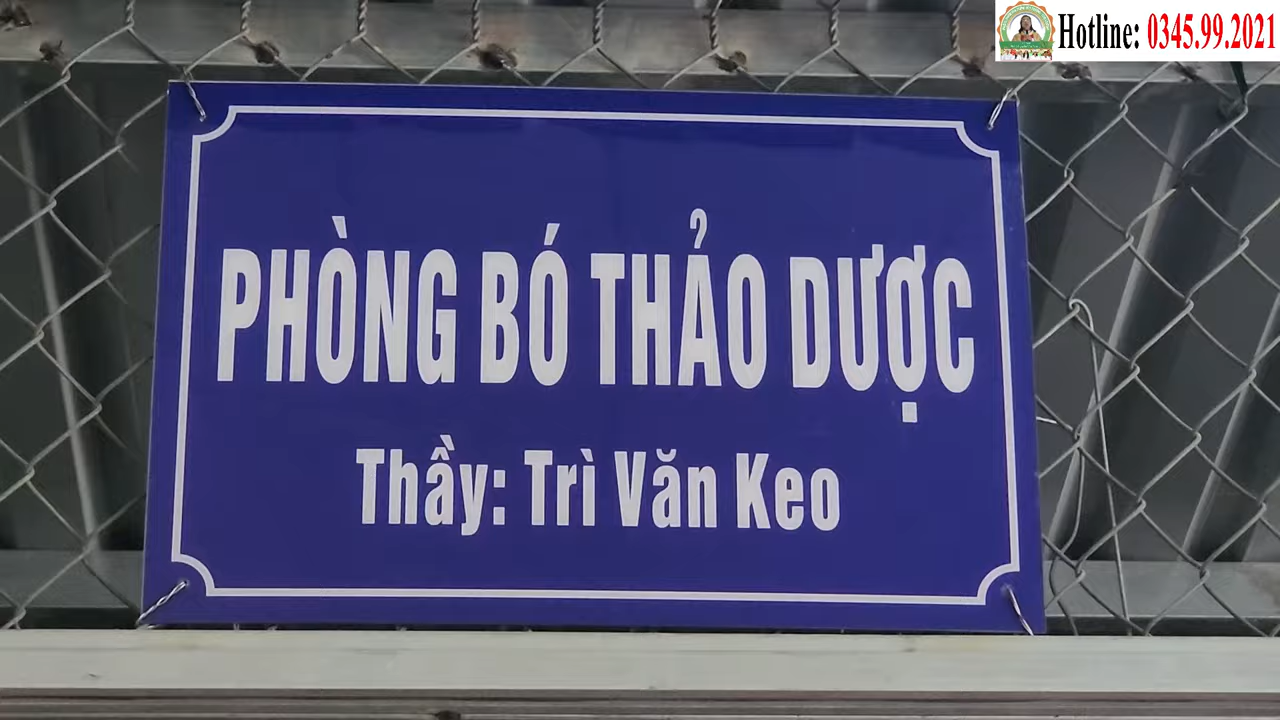 Hotline: 0345.99.2021
PHÒNG BÓ THẢO DƯỢC
Thầy: Trì Văn Keo